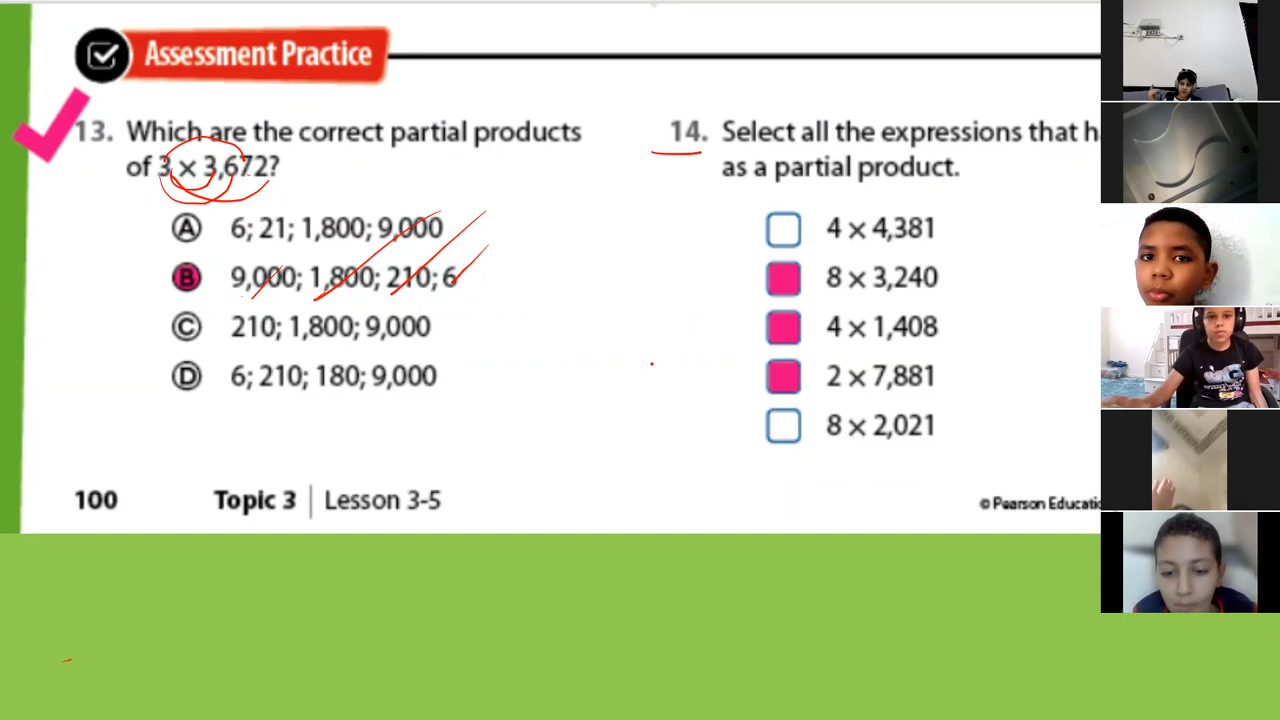 Assessment Practice
13. Which are the correct partial products
of 3 × 3,672?
A 6; 21; 1,800; 9,000
B 9,000; 1,800; 210; 6
C 210; 1,800; 9,000
D 6; 210; 180; 9,000
14. Select all the expressions that
as a partial product.
4 × 4,381
8 × 3,240
4 × 1,408
2 × 7,881
8 × 2,021
100 Topic 3 | Lesson 3-5
© Pearson